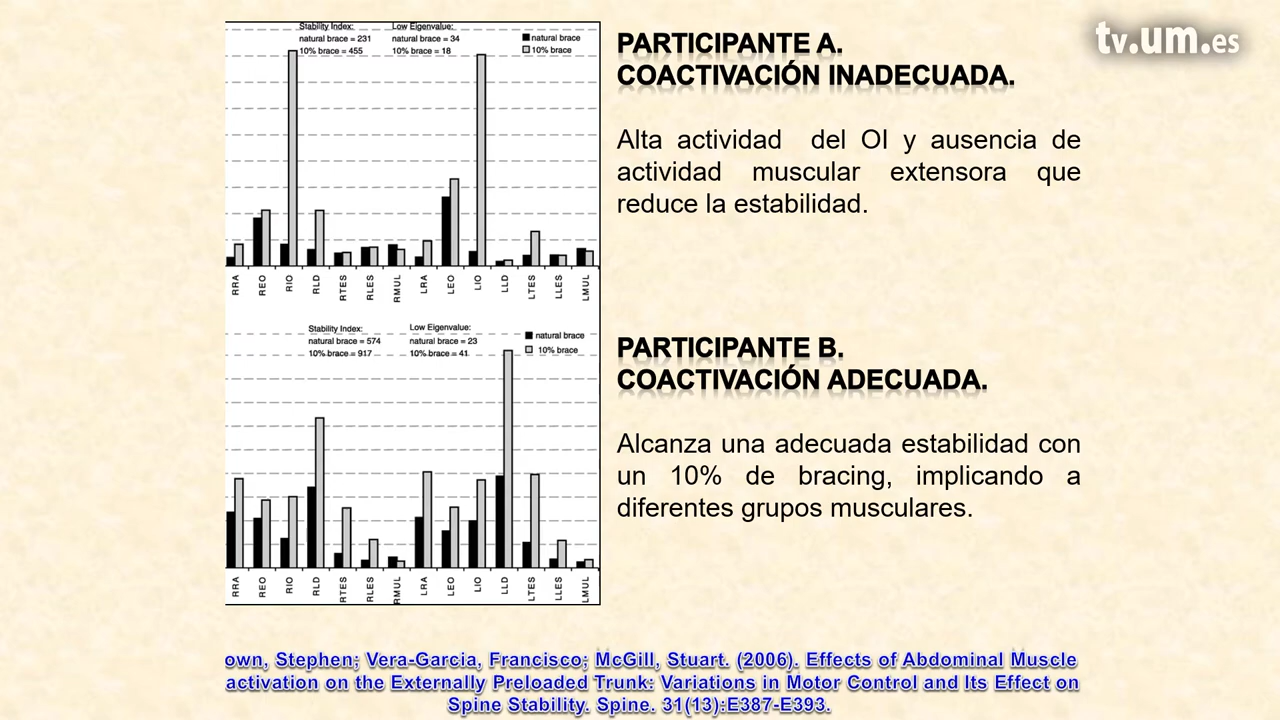 tv.um.es
Stability Index: Low Eigenvalue:
natural brace = 231 natural brace = 34 natural brace
10% brace = 455 10% brace = 18 10% brace
RRA REO RIO RLD RTES RLES RMUL LRA LEO LIO LLD LTES LLES LMUL
PARTICIPANTE A.
COACTIVACIÓN INADECUADA.
Alta actividad del OI y ausencia de
actividad muscular extensora que
reduce la estabilidad.
Stability Index: Low Eigenvalue:
natural brace = 574 natural brace = 23 natural brace
10% brace = 917 10% brace = 41 10% brace
RRA REO RIO RLD RTES RLES RMUL LRA LEO LIO LLD LTES LLES LMUL
PARTICIPANTE B.
COACTIVACIÓN ADECUADA.
Alcanza una adecuada estabilidad con
un 10% de bracing, implicando a
diferentes grupos musculares.
own, Stephen; Vera-Garcia, Francisco; McGill, Stuart. (2006). Effects of Abdominal Muscle
activation on the Externally Preloaded Trunk: Variations in Motor Control and Its Effect on
Spine Stability. Spine. 31(13):E387-E393.